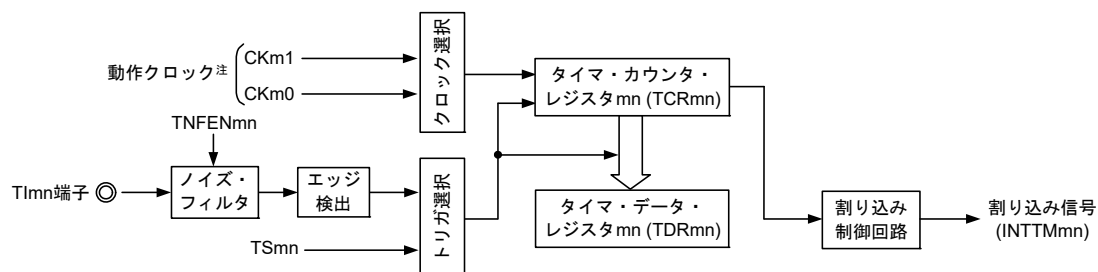 動作クロック注
CKm1
CKm0
クロック選択
タイマ・カウンタ・
レジスタmn (TCRmn)
TNFENmn
TImn端子
ノイズ・
フィルタ
エッジ
検出
トリガ選択
TSmn
タイマ・データ・
レジスタmn (TDRmn)
割り込み
制御回路
割り込み信号
(INTTMmn)